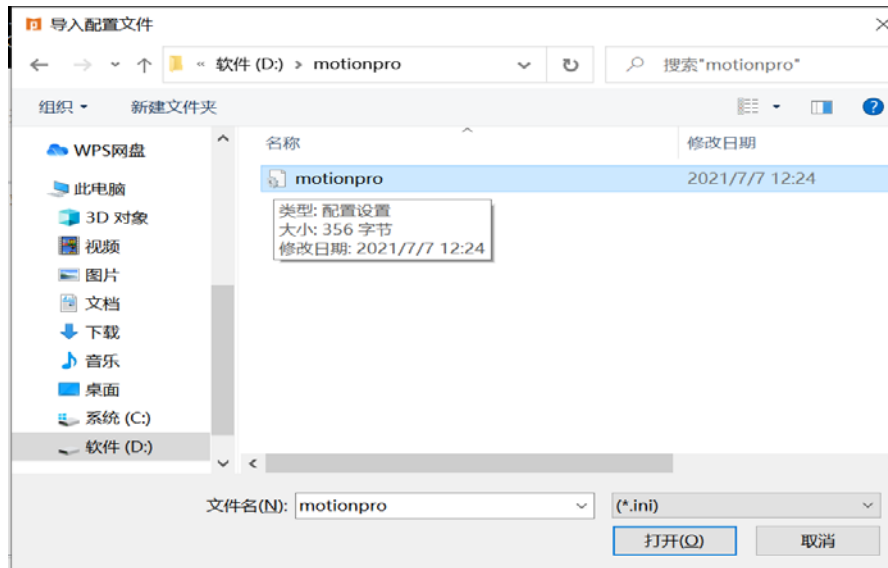 导入配置文件
« 软件 (D:) › motionpro
搜索"motionpro"
组织
新建文件夹
名称
修改日期
WPS网盘
此电脑
3D 对象
视频
图片
文档
下载
音乐
桌面
系统 (C:)
软件 (D:)
motionpro
2021/7/7 12:24
类型: 配置设置
大小: 356 字节
修改日期: 2021/7/7 12:24
文件名(N): motionpro
(*.ini)
打开(O)
取消